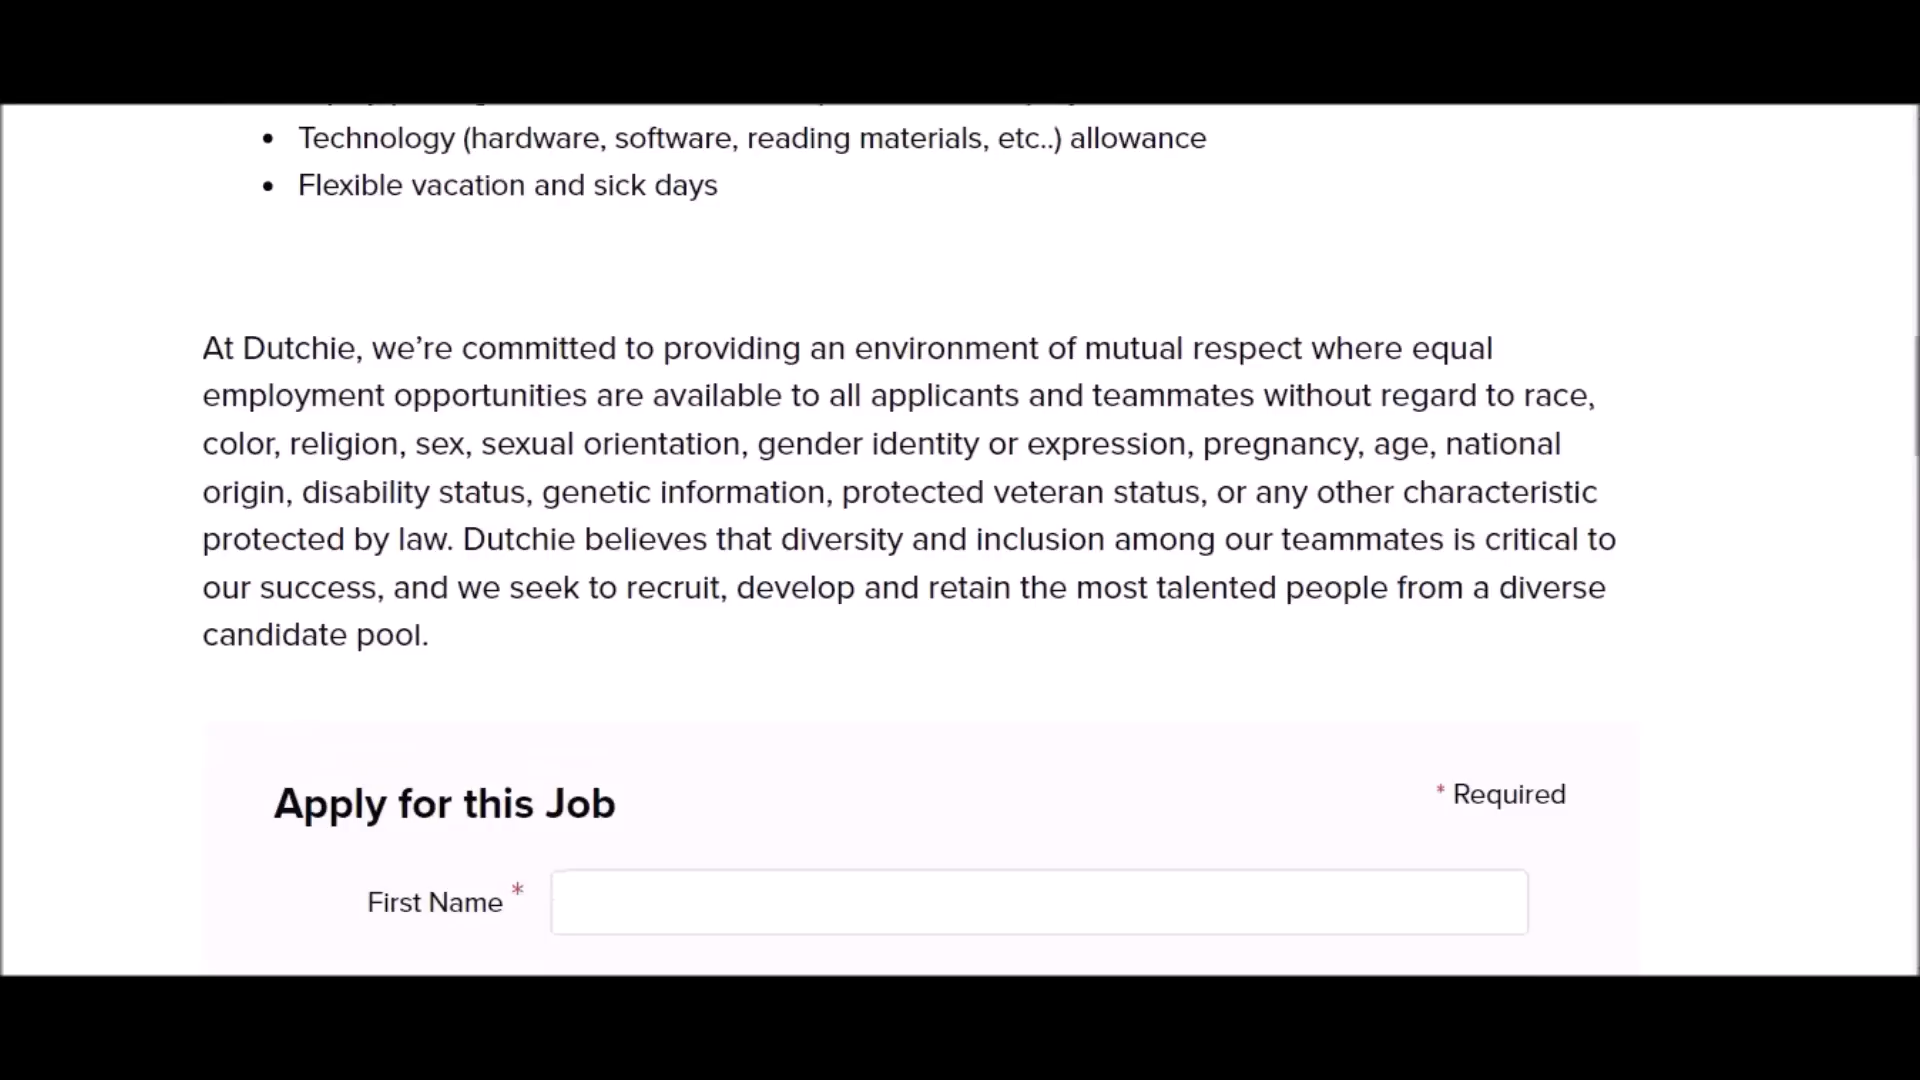 • Technology (hardware, software, reading materials, etc..) allowance
• Flexible vacation and sick days
At Dutchie, we’re committed to providing an environment of mutual respect where equal
employment opportunities are available to all applicants and teammates without regard to race,
color, religion, sex, sexual orientation, gender identity or expression, pregnancy, age, national
origin, disability status, genetic information, protected veteran status, or any other characteristic
protected by law. Dutchie believes that diversity and inclusion among our teammates is critical to
our success, and we seek to recruit, develop and retain the most talented people from a diverse
candidate pool.
Apply for this Job
* Required
First Name *